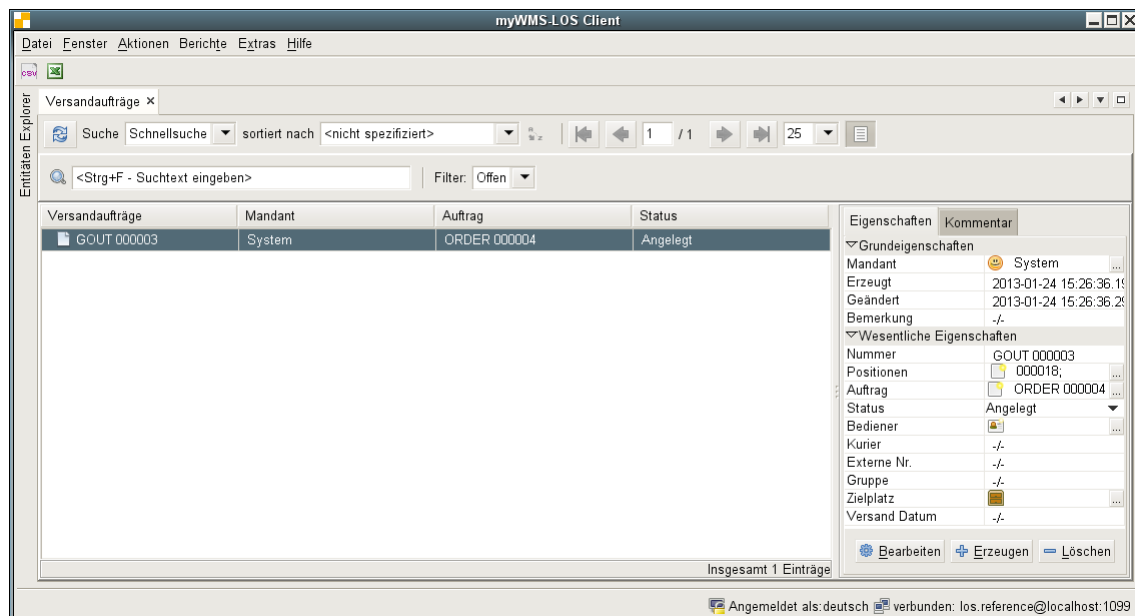 myWMS-LOS Client
Datei Fenster Aktionen Berichte Extras Hilfe
csv
Entitäten Explorer
Versandaufträge ×
Suche Schnellsuche sortiert nach <nicht spezifiziert> 1 / 1 25
<Strg+F - Suchtext eingeben> Filter: Offen
Versandaufträge Mandant Auftrag Status
GOUT 000003 System ORDER 000004 Angelegt
Insgesamt 1 Einträge
Eigenschaften Kommentar
Grundeigenschaften
Mandant System ...
Erzeugt 2013-01-24 15:26:36.19
Geändert 2013-01-24 15:26:36.29
Bemerkung -/-
Wesentliche Eigenschaften
Nummer GOUT 000003
Positionen 000018; ...
Auftrag ORDER 000004 ...
Status Angelegt
Bediener ...
Kurier -/-
Externe Nr. -/-
Gruppe -/-
Zielplatz ...
Versand Datum -/-
Bearbeiten Erzeugen Löschen
Angemeldet als:deutsch verbunden: los.reference@localhost:1099